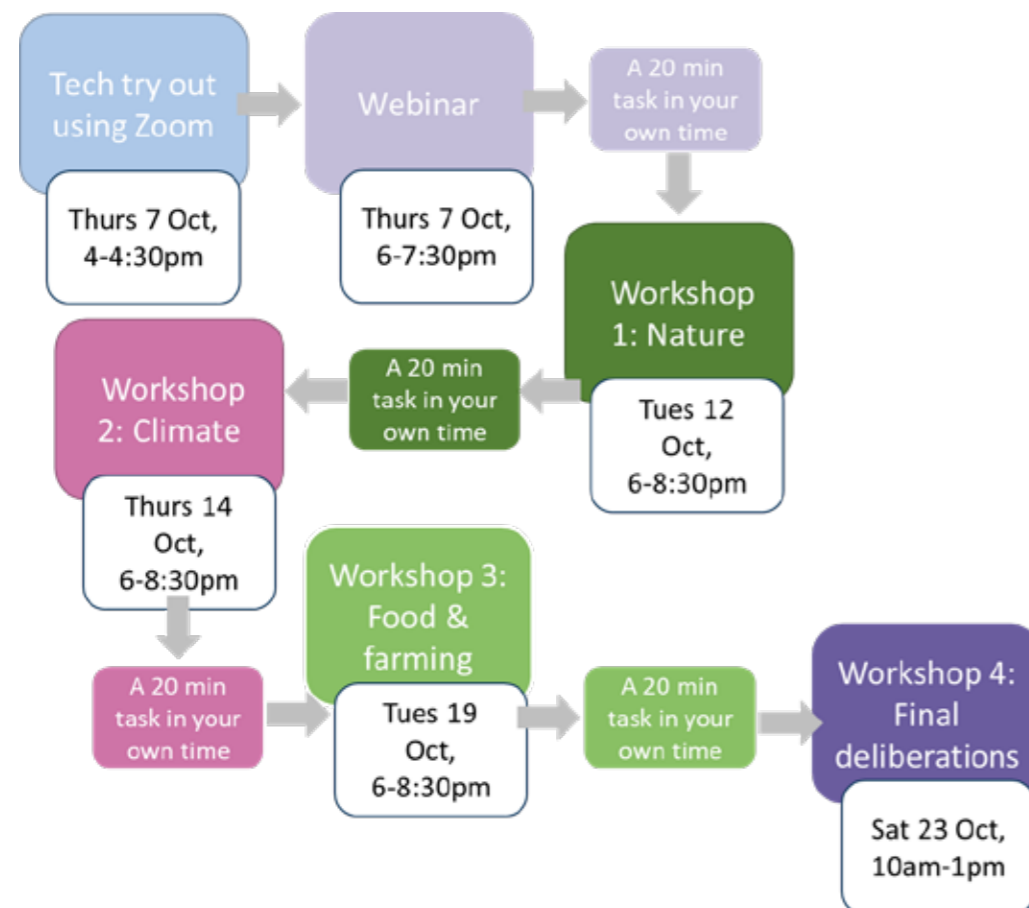 Tech try out
using Zoom
Thurs 7 Oct,
4-4:30pm
Webinar
Thurs 7 Oct,
6-7:30pm
A 20 min
task in your
own time
Workshop
1: Nature
Tues 12
Oct,
6-8:30pm
A 20 min
task in your
own time
Workshop
2: Climate
Thurs 14
Oct,
6-8:30pm
A 20 min
task in your
own time
Workshop 3:
Food &
farming
Tues 19
Oct,
6-8:30pm
A 20 min
task in your
own time
Workshop 4:
Final
deliberations
Sat 23 Oct,
10am-1pm